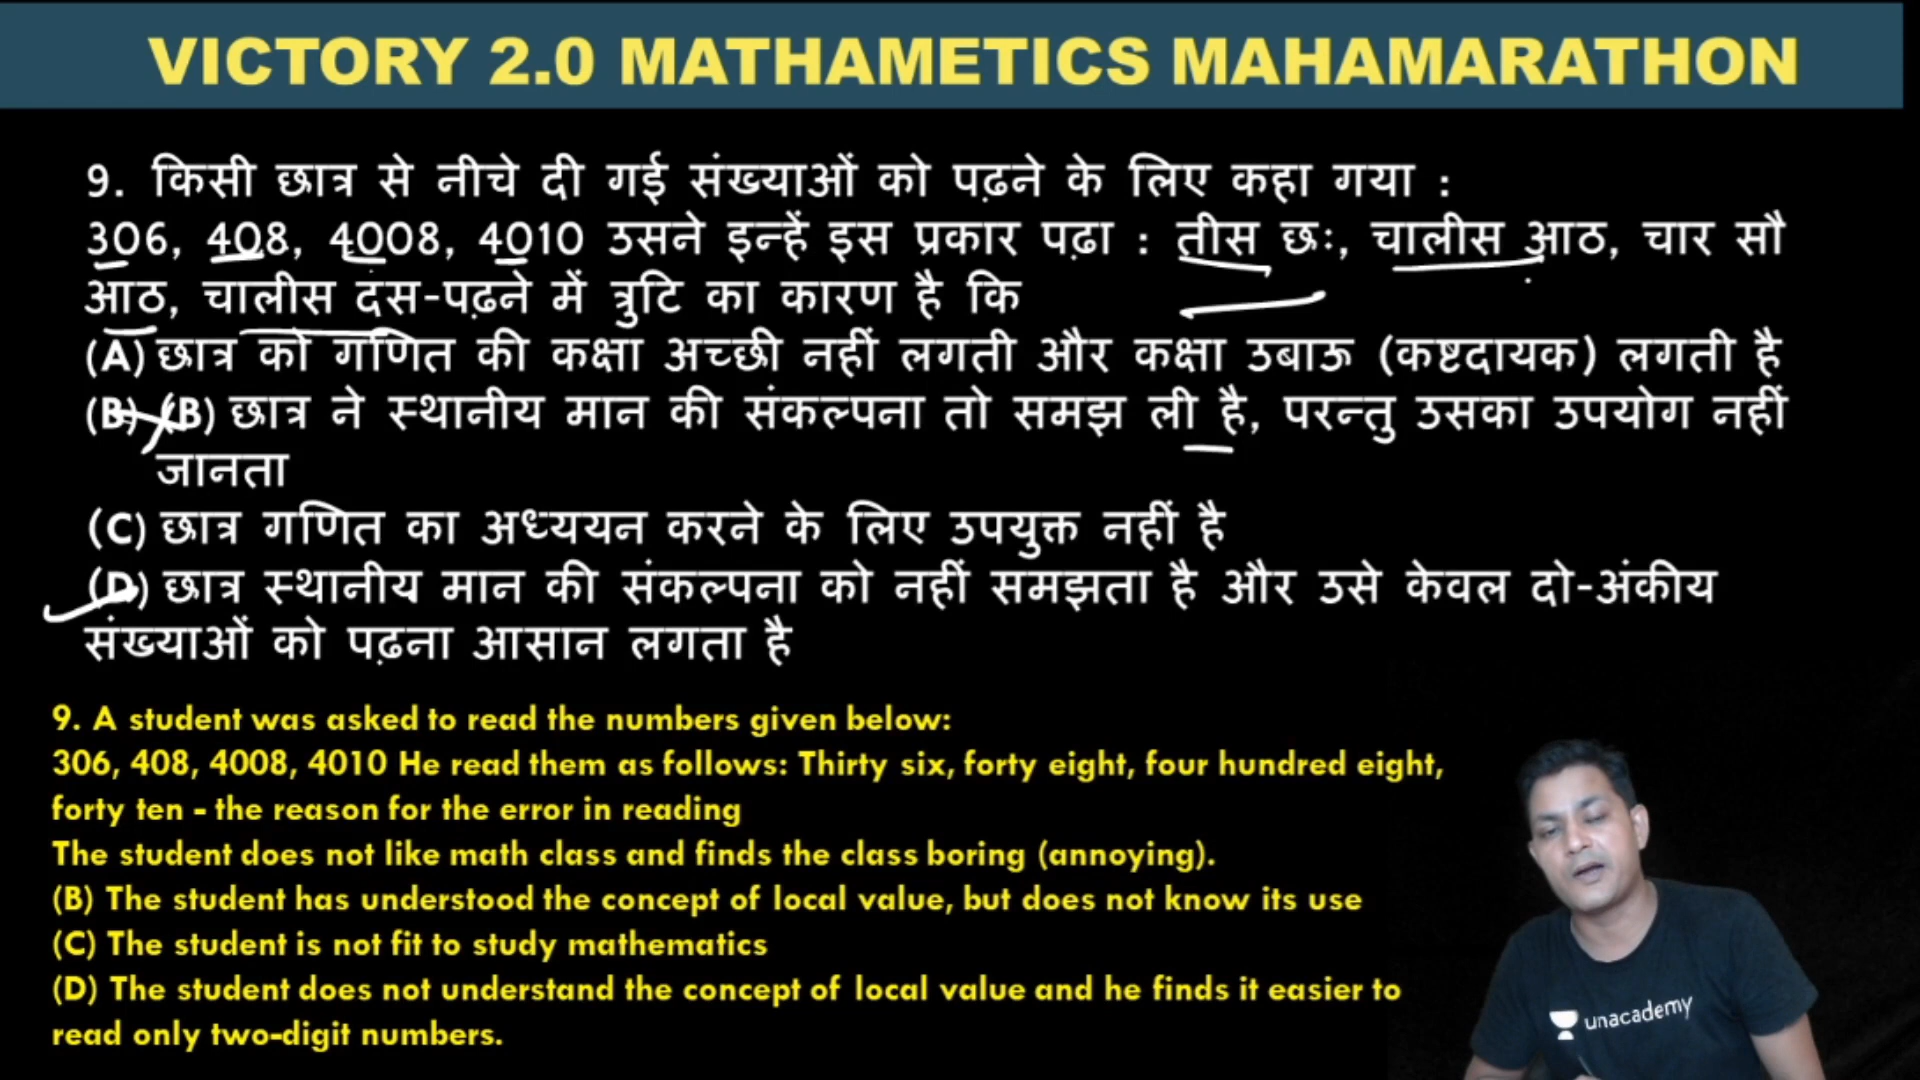 VICTORY 2.0 MATHAMETICS MAHAMARATHON
9. किसी छात्र से नीचे दी गई संख्याओं को पढ़ने के लिए कहा गया :
306, 408, 4008, 4010 उसने इन्हें इस प्रकार पढ़ा : तीस छः, चालीस आठ, चार सौ
आठ, चालीस दस-पढ़ने में त्रुटि का कारण है कि
(A) छात्र को गणित की कक्षा अच्छी नहीं लगती और कक्षा उबाऊ (कष्टदायक) लगती है
(B) (B) छात्र ने स्थानीय मान की संकल्पना तो समझ ली है, परन्तु उसका उपयोग नहीं
जानता
(C) छात्र गणित का अध्ययन करने के लिए उपयुक्त नहीं है
(D) छात्र स्थानीय मान की संकल्पना को नहीं समझता है और उसे केवल दो-अंकीय
संख्याओं को पढ़ना आसान लगता है
9. A student was asked to read the numbers given below:
306, 408, 4008, 4010 He read them as follows: Thirty six, forty eight, four hundred eight,
forty ten - the reason for the error in reading
The student does not like math class and finds the class boring (annoying).
(B) The student has understood the concept of local value, but does not know its use
(C) The student is not fit to study mathematics
(D) The student does not understand the concept of local value and he finds it easier to
read only two-digit numbers.
unacademy